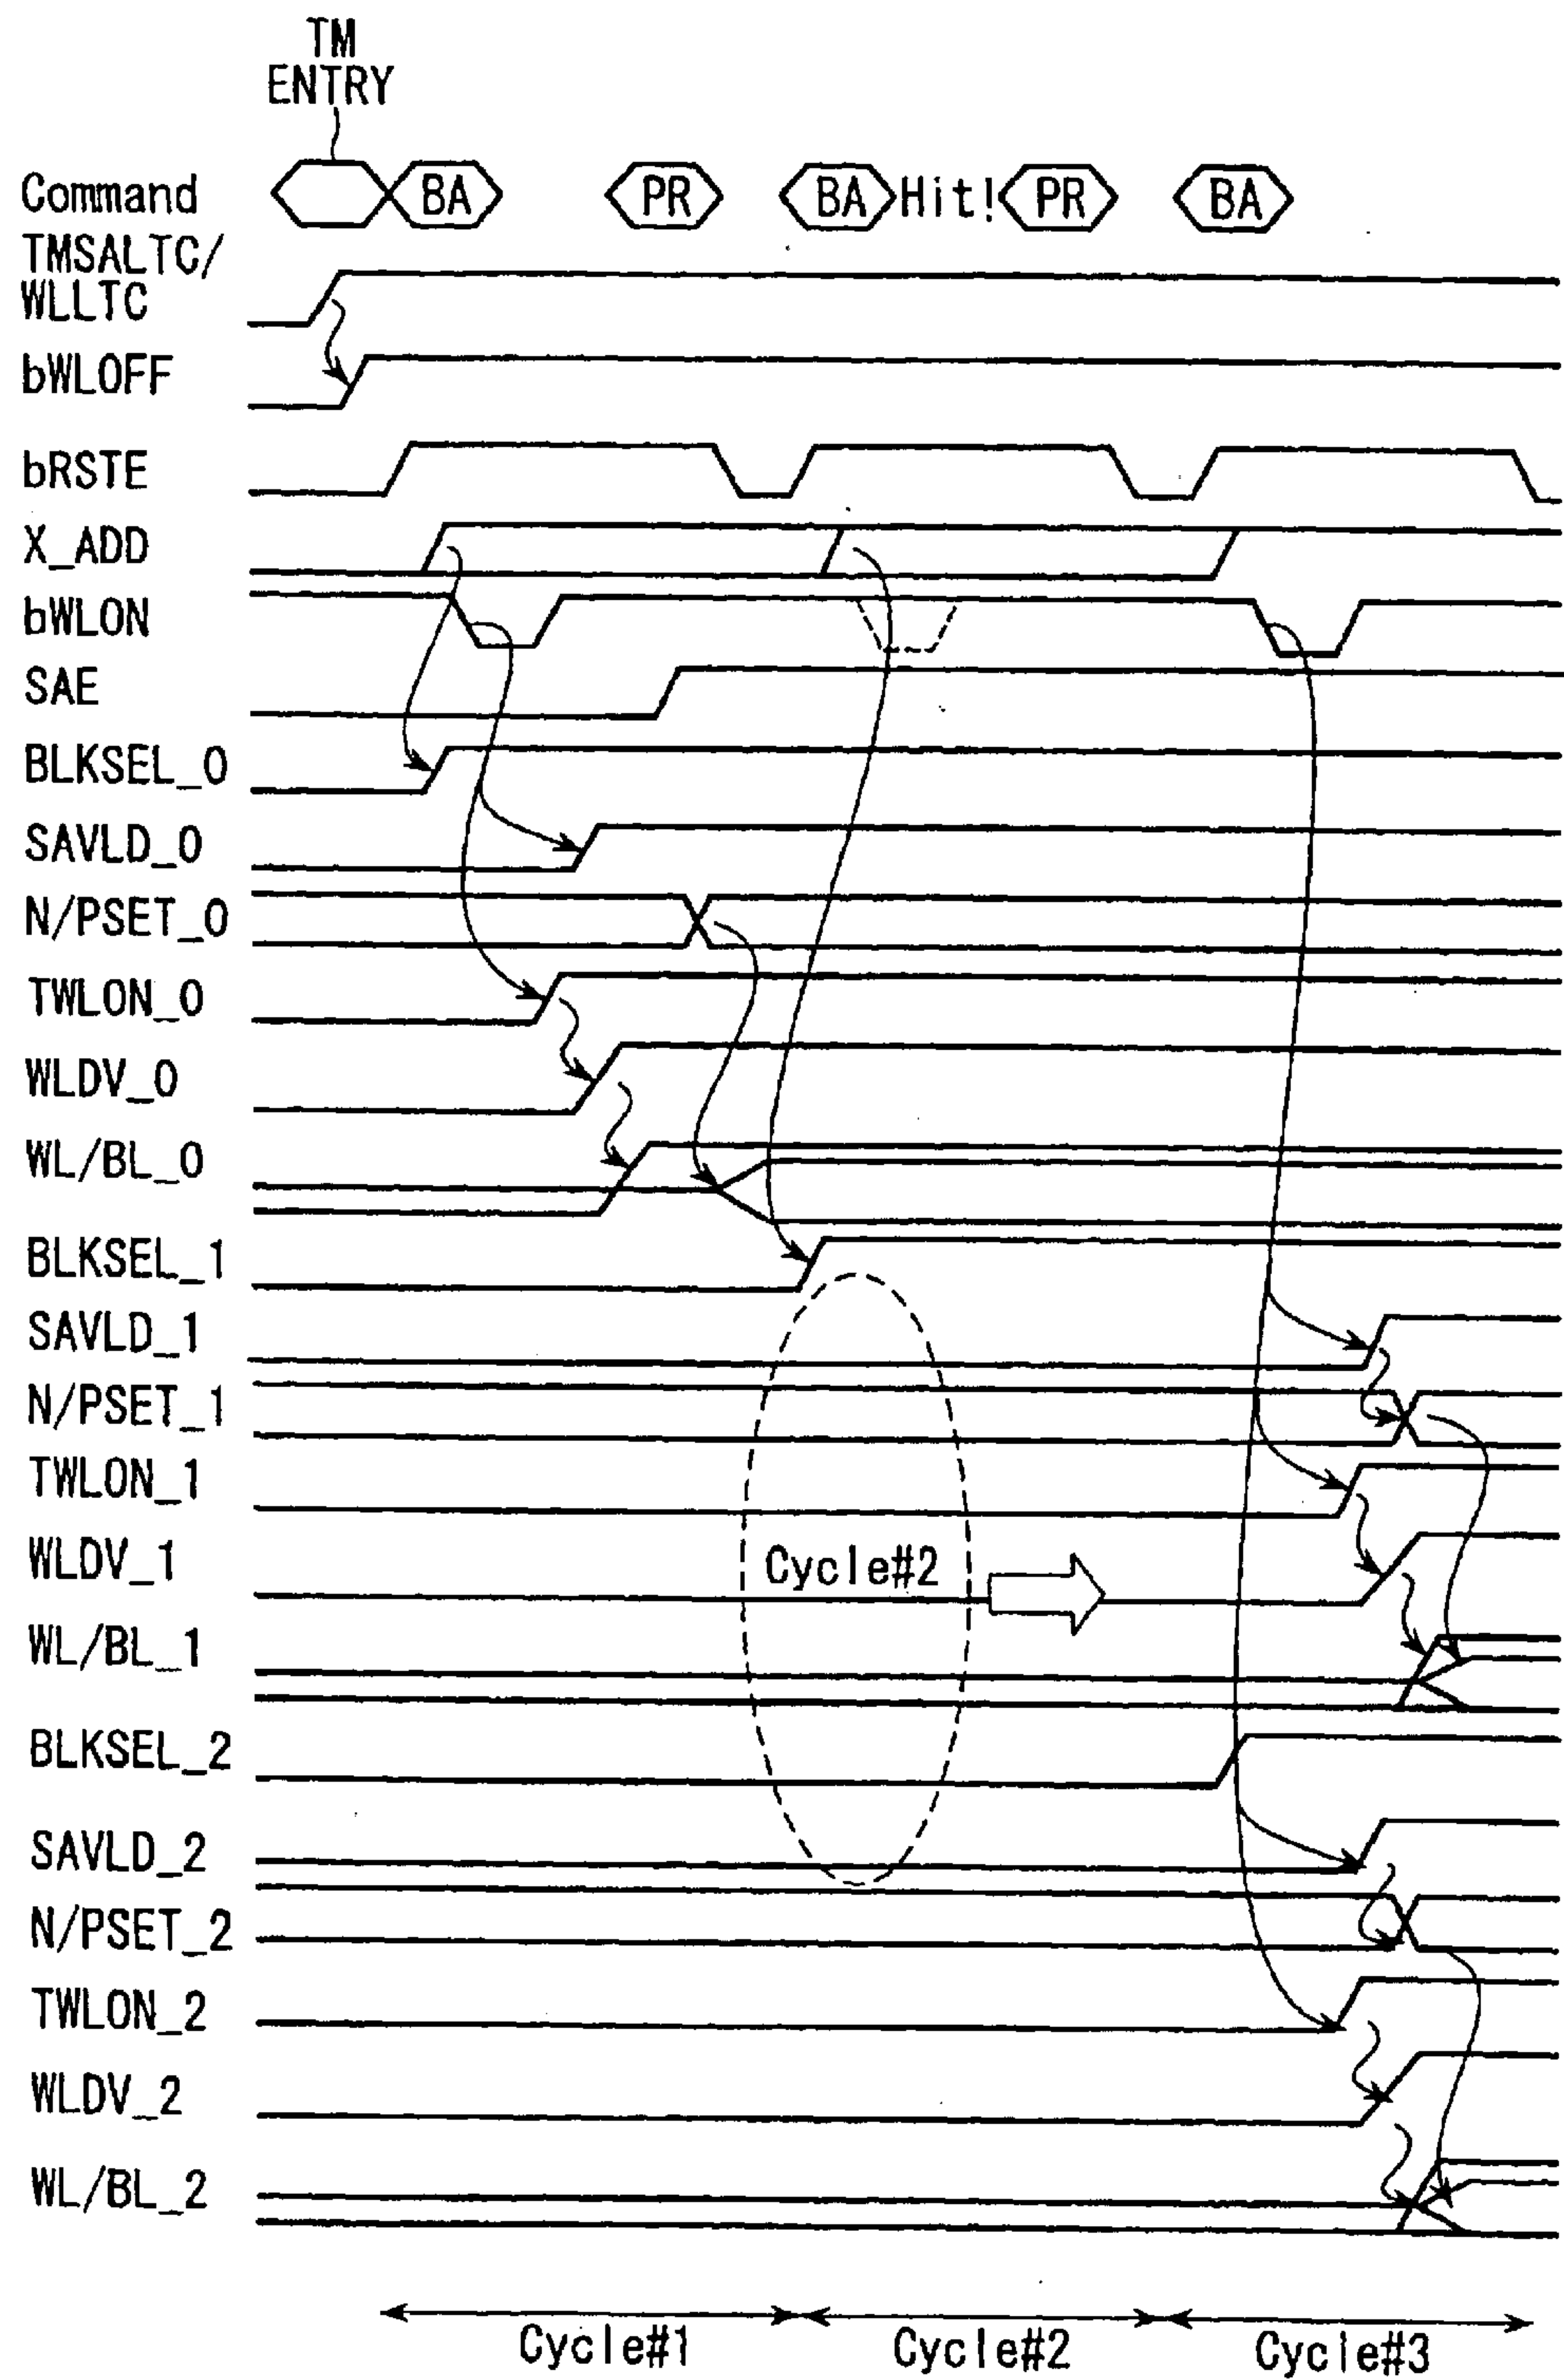 TM
ENTRY
Command BA PR BA Hit! PR BA
TMSALTC/
WLLTC
bWLOFF
bRSTE
X_ADD
bWLON
SAE
BLKSEL_0
SAVLD_0
N/PSET_0
TWLON_0
WLDV_0
WL/BL_0
BLKSEL_1
SAVLD_1
N/PSET_1
TWLON_1
WLDV_1 Cycle#2
WL/BL_1
BLKSEL_2
SAVLD_2
N/PSET_2
TWLON_2
WLDV_2
WL/BL_2
Cycle#1 Cycle#2 Cycle#3